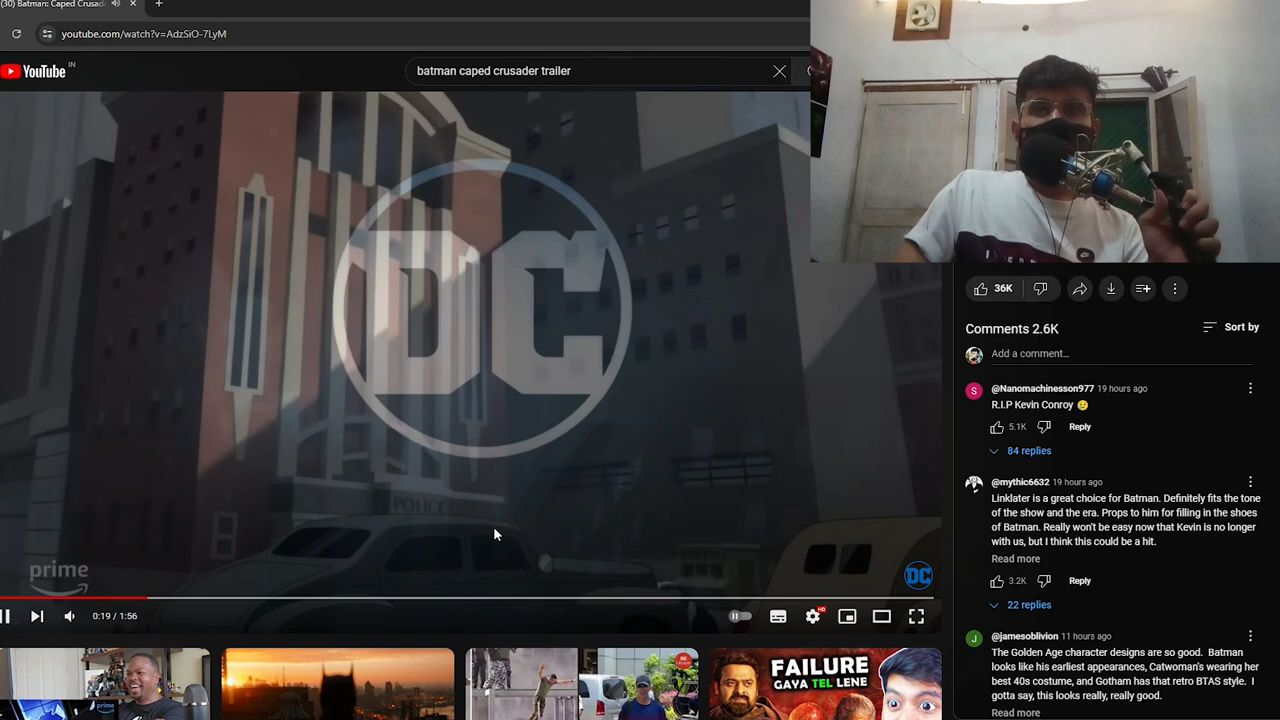 (30) Batman: Caped Crusad
youtube.com/watch?v=AdzSiO-7LyM
YouTube IN
batman caped crusader trailer
DC
POLICE
prime
DC
0:19 / 1:56
HD
36K
Comments 2.6K
Sort by
Add a comment...
S
@Nanomachinesson977 19 hours ago
R.I.P Kevin Conroy 😢
5.1K
Reply
84 replies
@mythic6632 19 hours ago
Linklater is a great choice for Batman. Definitely fits the tone
of the show and the era. Props to him for filling in the shoes
of Batman. Really won't be easy now that Kevin is no longer
with us, but I think this could be a hit.
Read more
3.2K
Reply
22 replies
J
@jamesoblivion 11 hours ago
The Golden Age character designs are so good. Batman
looks like his earliest appearances, Catwoman's wearing her
best 40s costume, and Gotham has that retro BTAS style. I
gotta say, this looks really, really good.
Read more
prime
FAILURE
GAYA TEL LENE